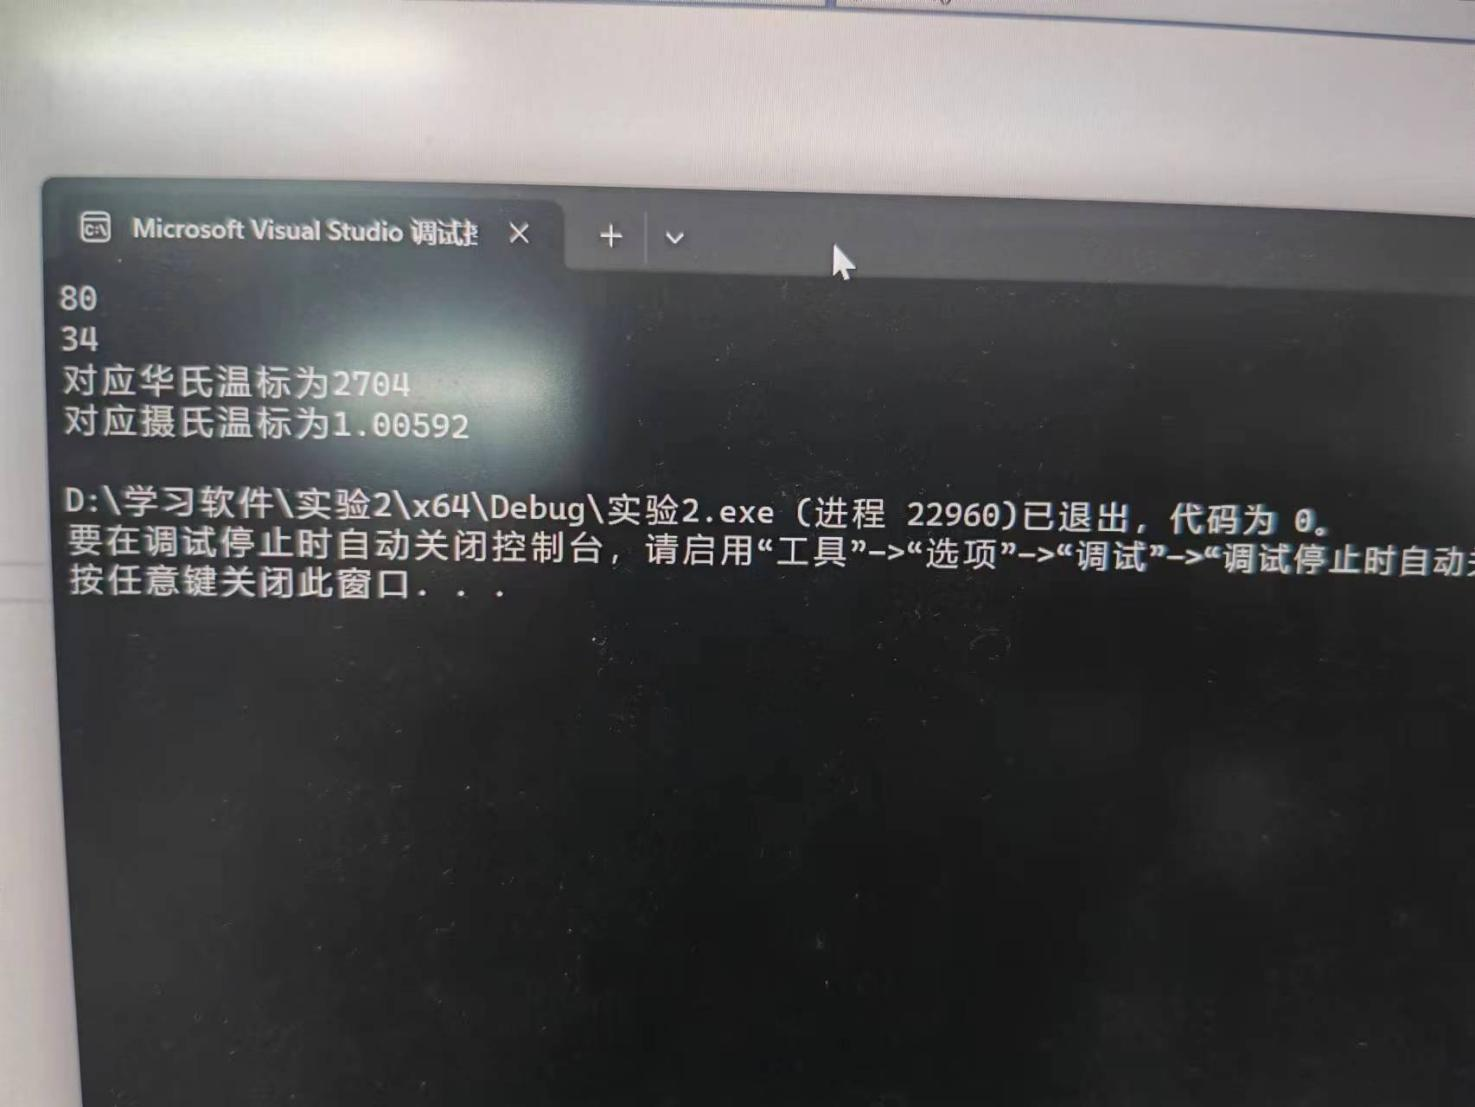 Microsoft Visual Studio 调试
80
34
对应华氏温标为2704
对应摄氏温标为1.00592
D:\学习软件\实验2\x64\Debug\实验2.exe (进程 22960)已退出，代码为 0。
要在调试停止时自动关闭控制台，请启用“工具”->“选项”->“调试”->“调试停止时自动
按任意键关闭此窗口. . .